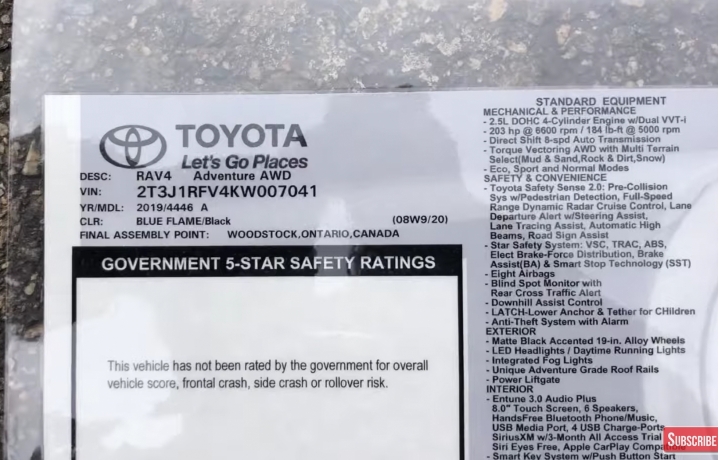 TOYOTA
Let's Go Places
DESC: RAV4 Adventure AWD
VIN: 2T3J1RFV4KW007041
YR/MDL: 2019/4446 A
CLR: BLUE FLAME/Black (08W9/20)
FINAL ASSEMBLY POINT: WOODSTOCK,ONTARIO,CANADA
GOVERNMENT 5-STAR SAFETY RATINGS
This vehicle has not been rated by the government for overall
vehicle score, frontal crash, side crash or rollover risk.
STANDARD EQUIPMENT
MECHANICAL & PERFORMANCE
- 2.5L DOHC 4-Cylinder Engine w/Dual VVT-i
- 203 hp @ 6600 rpm / 184 lb-ft @ 5000 rpm
- Direct Shift 8-spd Auto Transmission
- Torque Vectoring AWD with Multi Terrain
Select(Mud & Sand,Rock & Dirt,Snow)
- Eco, Sport and Normal Modes
SAFETY & CONVENIENCE
- Toyota Safety Sense 2.0: Pre-Collision
Sys w/Pedestrian Detection, Full-Speed
Range Dynamic Radar Cruise Control, Lane
Departure Alert w/Steering Assist,
Lane Tracing Assist, Automatic High
Beams, Road Sign Assist
- Star Safety System: VSC, TRAC, ABS,
Elect Brake-Force Distribution, Brake
Assist(BA) & Smart Stop Technology (SST)
- Eight Airbags
- Blind Spot Monitor with
Rear Cross Traffic Alert
- Downhill Assist Control
- LATCH-Lower Anchor & Tether for CHildren
- Anti-Theft System with Alarm
EXTERIOR
- Matte Black Accented 19-in. Alloy Wheels
- LED Headlights / Daytime Running Lights
- Integrated Fog Lights
- Unique Adventure Grade Roof Rails
- Power Liftgate
INTERIOR
- Entune 3.0 Audio Plus
8.0" Touch Screen, 6 Speakers,
HandsFree Bluetooth Phone/Music,
USB Media Port, 4 USB Charge-Ports
SiriusXM w/3-Month All Access Trial
Siri Eyes Free, Apple CarPlay
- Smart Key System w/Push Button Start
SUBSCRIBE